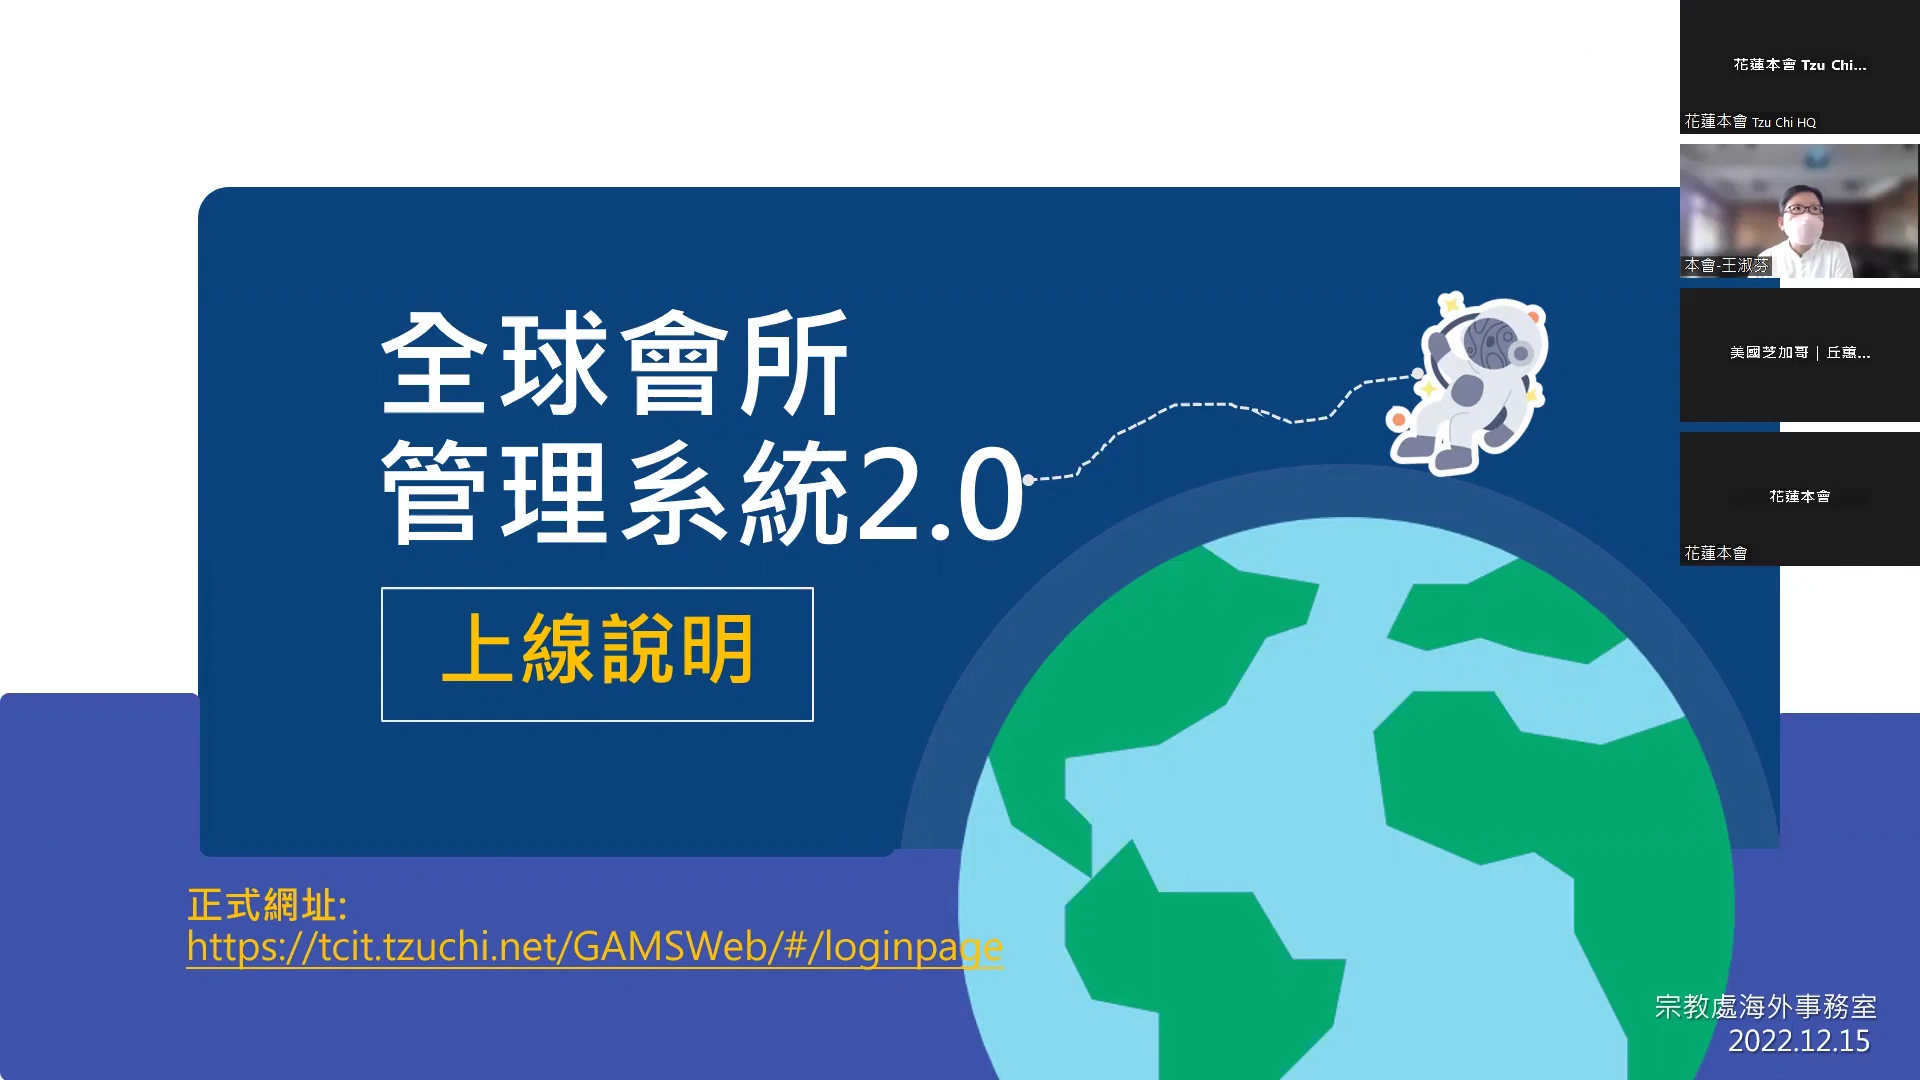 全球會所
管理系統2.0
上線說明
正式網址:
https://tcit.tzuchi.net/GAMSWeb/#/loginpage
宗教處海外事務室
2022.12.15
花蓮本會 Tzu Chi...
花蓮本會 Tzu Chi HQ
本會-王淑芬
美國芝加哥｜丘蕙...
花蓮本會
花蓮本會